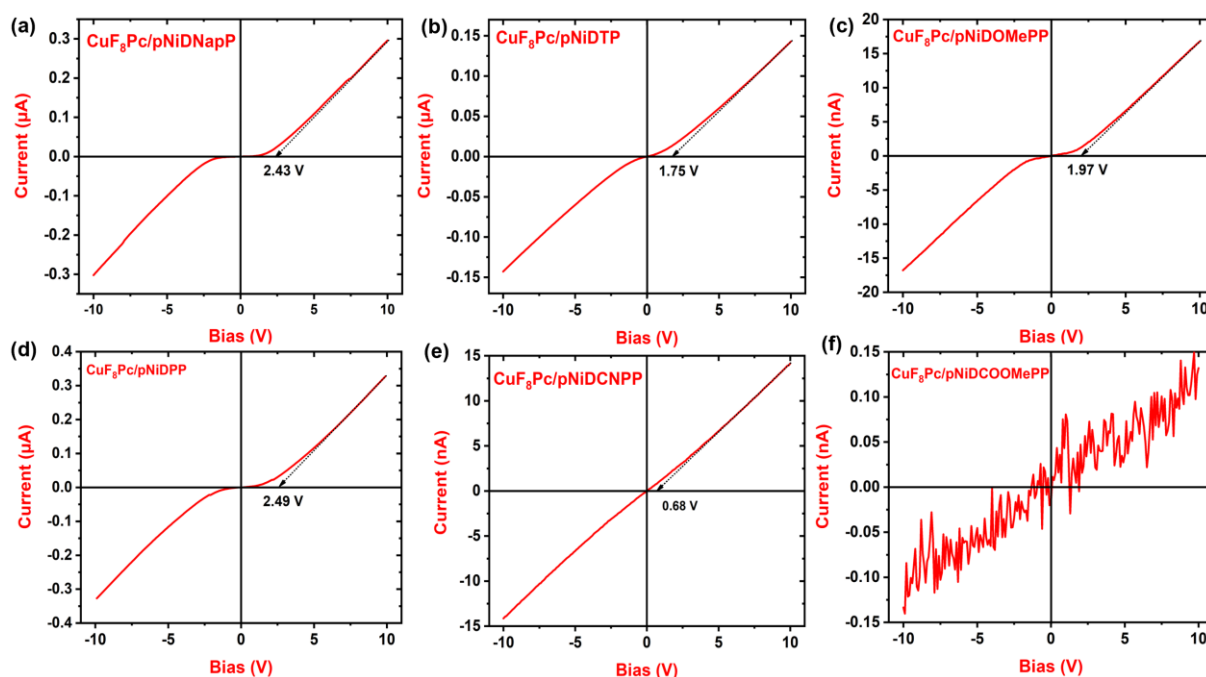 (a)
CuF₈Pc/pNiDNapP
Current (µA)
0.3
0.2
0.1
0.0
-0.1
-0.2
-0.3
2.43 V
-10
-5
0
5
10
Bias (V)
(b)
CuF₈Pc/pNiDTP
Current (µA)
0.15
0.10
0.05
0.00
-0.05
-0.10
-0.15
1.75 V
-10
-5
0
5
10
Bias (V)
(c)
CuF₈Pc/pNiDOMePP
Current (nA)
20
15
10
5
0
-5
-10
-15
-20
1.97 V
-10
-5
0
5
10
Bias (V)
(d)
CuF₈Pc/pNiDPP
Current (µA)
0.4
0.3
0.2
0.1
0.0
-0.1
-0.2
-0.3
-0.4
2.49 V
-10
-5
0
5
10
Bias (V)
(e)
CuF₈Pc/pNiDCNPP
Current (nA)
15
10
5
0
-5
-10
-15
0.68 V
-10
-5
0
5
10
Bias (V)
(f)
CuF₈Pc/pNiDCOOMePP
Current (nA)
0.15
0.10
0.05
0.00
-0.05
-0.10
-0.15
-10
-5
0
5
10
Bias (V)